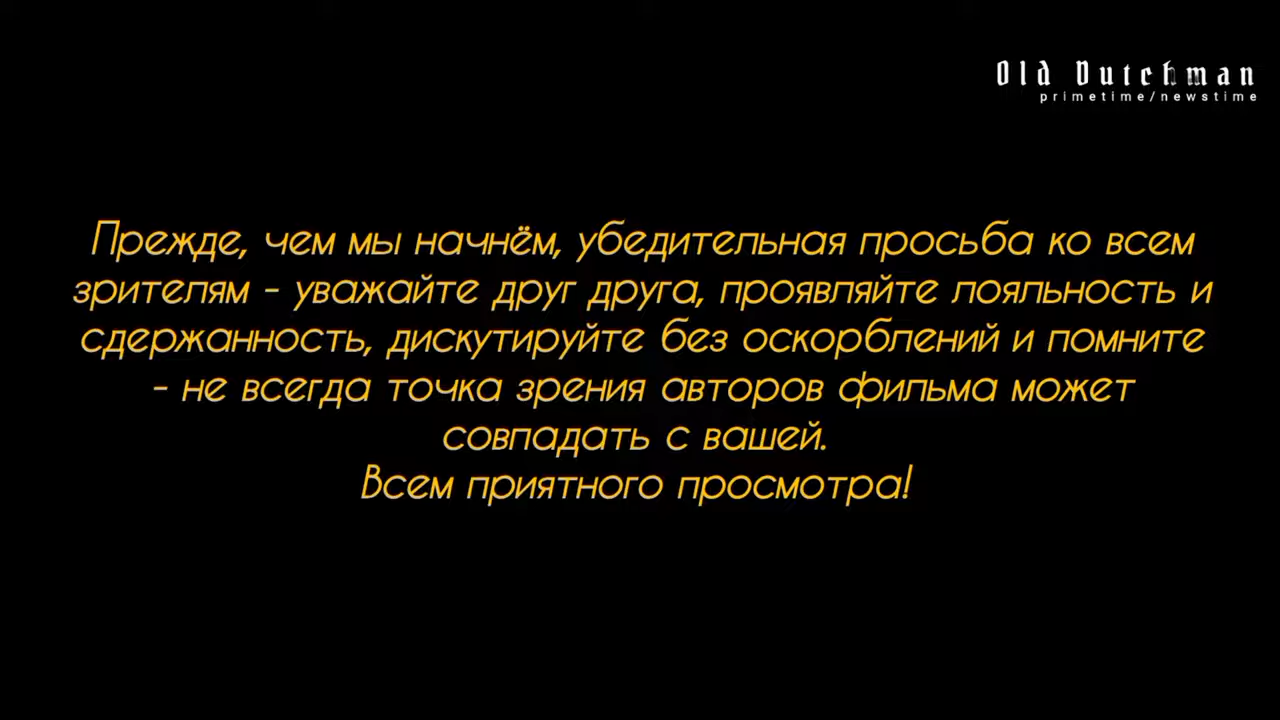 Old Dutchman
primetime/newstime
Прежде, чем мы начнём, убедительная просьба ко всем
зрителям - уважайте друг друга, проявляйте лояльность и
сдержанность, дискутируйте без оскорблений и помните
- не всегда точка зрения авторов фильма может
совпадать с вашей.
Всем приятного просмотра!